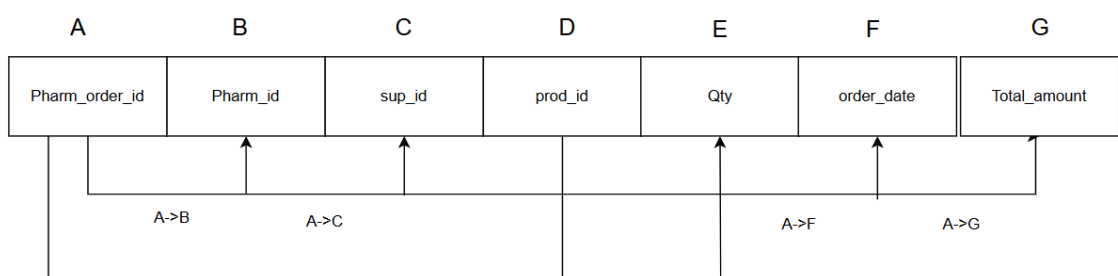 A B C D E F G
Pharm_order_id Pharm_id sup_id prod_id Qty order_date Total_amount
A->B A->C A->F A->G